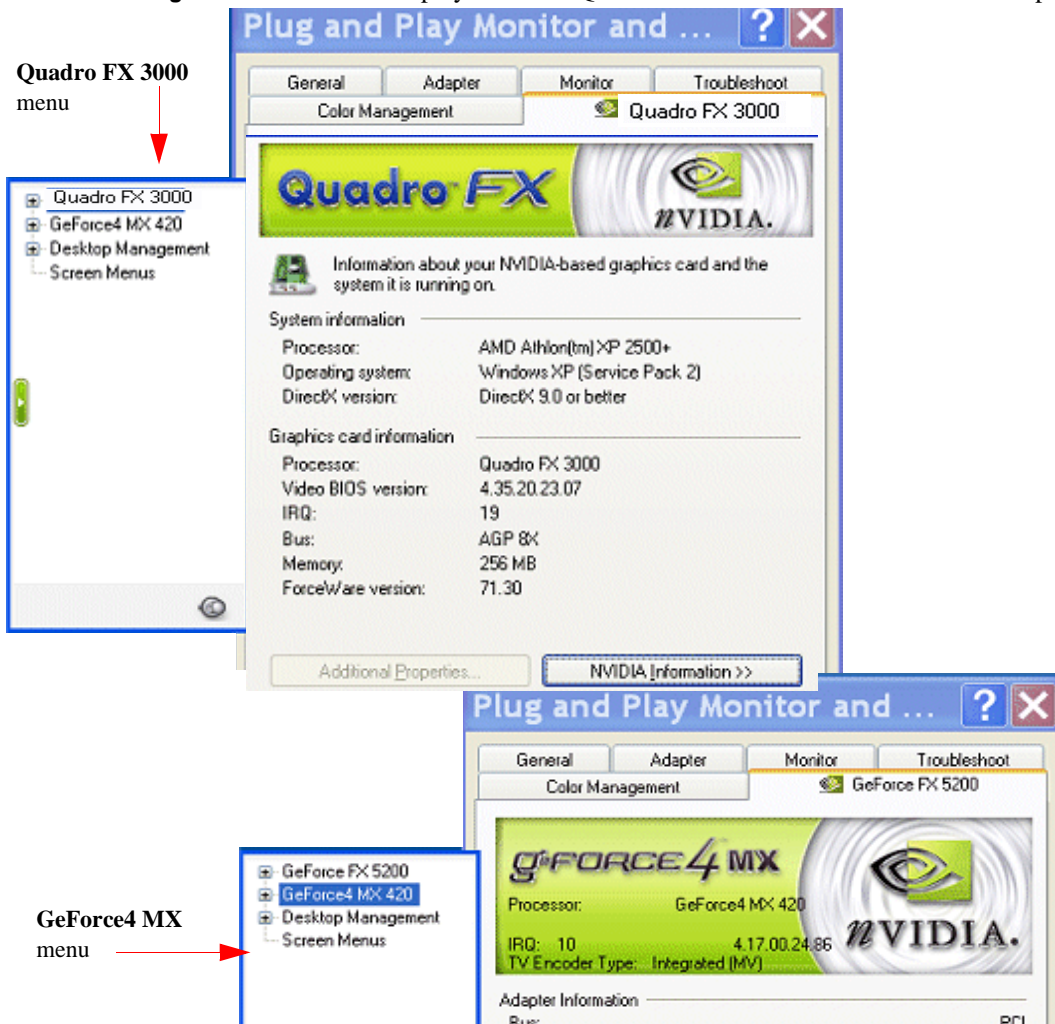 Plug and Play Monitor and ... ? X
Quadro FX 3000
menu
General Adapter Monitor Troubleshoot
Color Management Quadro FX 3000
Quadro FX
nVIDIA.
Quadro FX 3000
GeForce4 MX 420
Desktop Management
Screen Menus
Information about your NVIDIA-based graphics card and the
system it is running on.
System information
Processor: AMD Athlon(tm) XP 2500+
Operating system: Windows XP (Service Pack 2)
DirectX version: DirectX 9.0 or better
Graphics card information
Processor: Quadro FX 3000
Video BIOS version: 4.35.20.23.07
IRQ: 19
Bus: AGP 8X
Memory: 256 MB
ForceWare version: 71.30
Additional Properties... NVIDIA Information >>
Plug and Play Monitor and ... ? X
General Adapter Monitor Troubleshoot
Color Management GeForce FX 5200
GeForce4 MX
menu
GeForce FX 5200
GeForce4 MX 420
Desktop Management
Screen Menus
GeFORCE4 MX
Processor: GeForce4 MX 420
IRQ: 10 4.17.00.24.86
TV Encoder Type: Integrated (MV)
nVIDIA.
Adapter Information
Bus: PCI